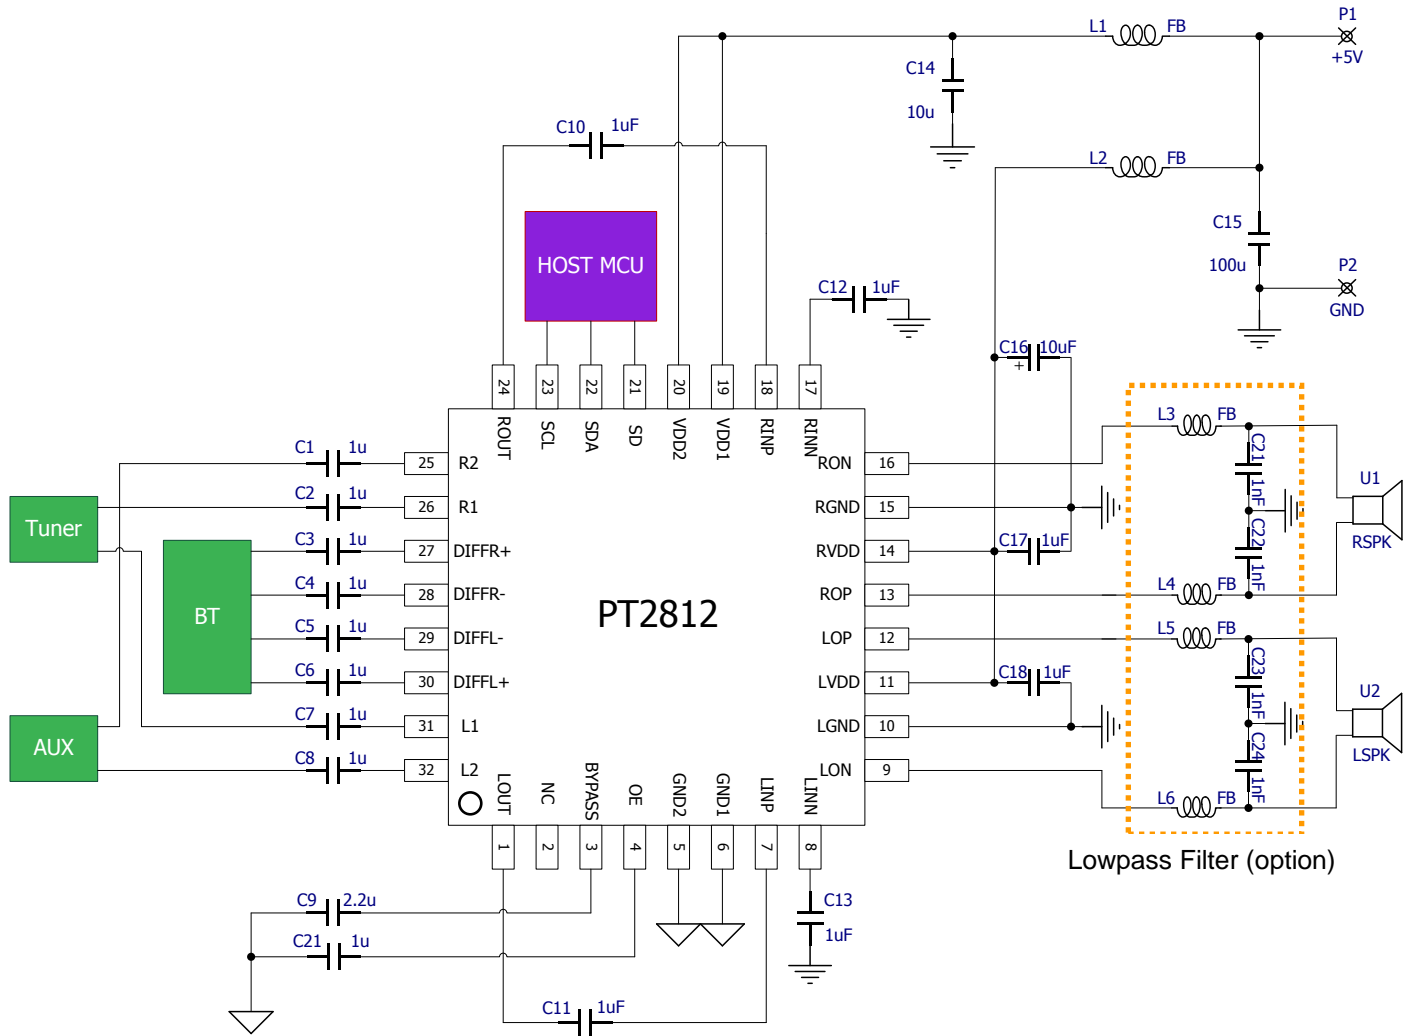 P1
L1 FB
+5V
C14
10u
C10 1uF
L2 FB
C15
100u
P2
GND
HOST MCU
C12 1uF
C16 10uF
+
24 23 22 21 20 19 18 17
ROUT SCL SDA SD VDD2 VDD1 RINP RINN
L3 FB
C21
1nF
C1 1u 25 R2
RON 16
C2 1u 26 R1
RGND 15
Tuner
U1
RSPK
C3 1u 27 DIFFR+
RVDD 14
C17 1uF
C22
1nF
C4 1u 28 DIFFR-
ROP 13
L4 FB
BT
PT2812
C5 1u 29 DIFFL-
LOP 12
L5 FB
C23
1nF
C6 1u 30 DIFFL+
LVDD 11
C18 1uF
C7 1u 31 L1
LGND 10
U2
LSPK
AUX
C8 1u 32 L2
LON 9
C24
1nF
L6 FB
LOUT NC BYPASS OE GND2 GND1 LINP LINN
1 2 3 4 5 6 7 8
Lowpass Filter (option)
C9 2.2u
C13
1uF
C21 1u
C11 1uF